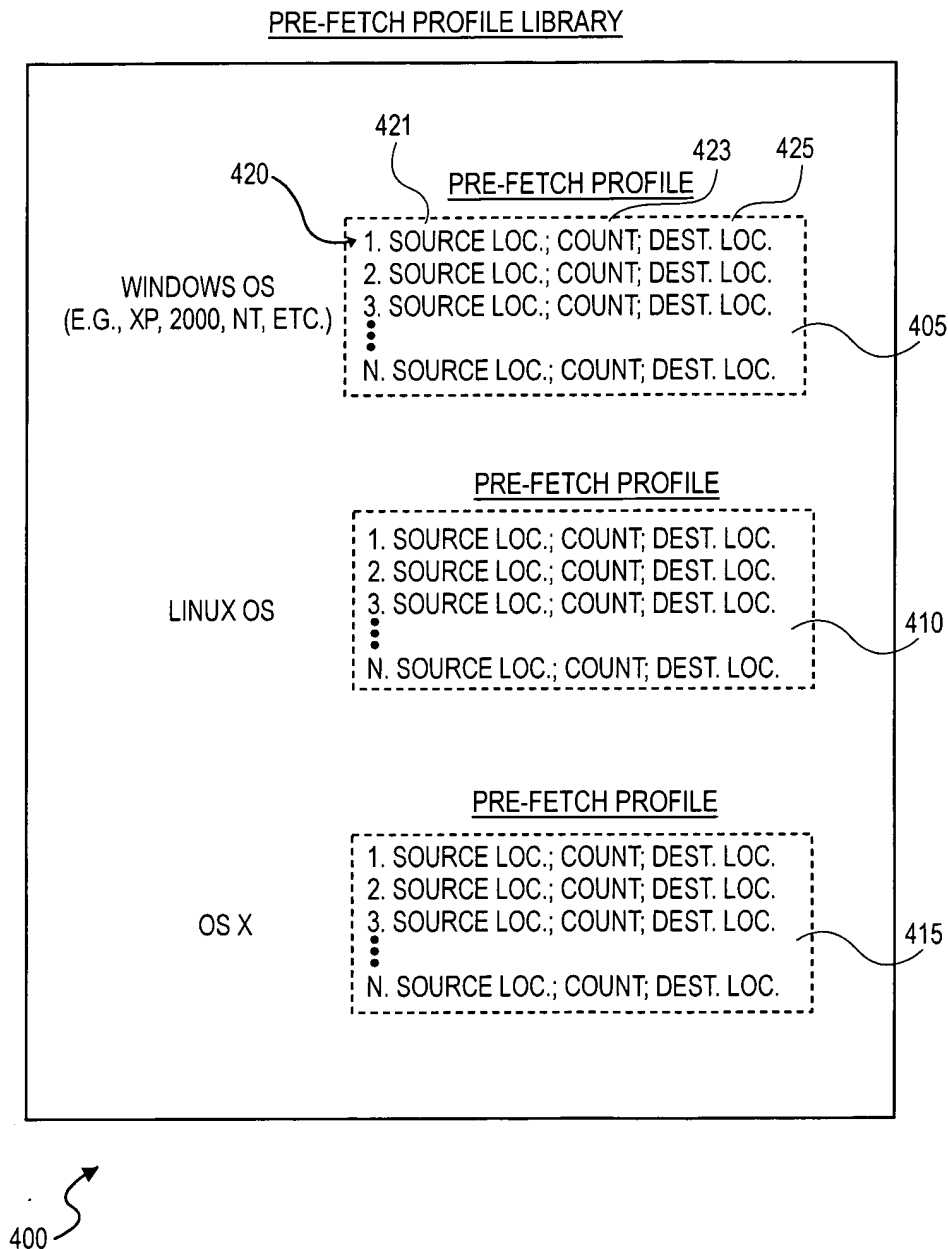 PRE-FETCH PROFILE LIBRARY
421
423
425
420
PRE-FETCH PROFILE
1. SOURCE LOC.; COUNT; DEST. LOC.
2. SOURCE LOC.; COUNT; DEST. LOC.
3. SOURCE LOC.; COUNT; DEST. LOC.
N. SOURCE LOC.; COUNT; DEST. LOC.
WINDOWS OS
(E.G., XP, 2000, NT, ETC.)
405
PRE-FETCH PROFILE
1. SOURCE LOC.; COUNT; DEST. LOC.
2. SOURCE LOC.; COUNT; DEST. LOC.
3. SOURCE LOC.; COUNT; DEST. LOC.
N. SOURCE LOC.; COUNT; DEST. LOC.
LINUX OS
410
PRE-FETCH PROFILE
1. SOURCE LOC.; COUNT; DEST. LOC.
2. SOURCE LOC.; COUNT; DEST. LOC.
3. SOURCE LOC.; COUNT; DEST. LOC.
N. SOURCE LOC.; COUNT; DEST. LOC.
OS X
415
400